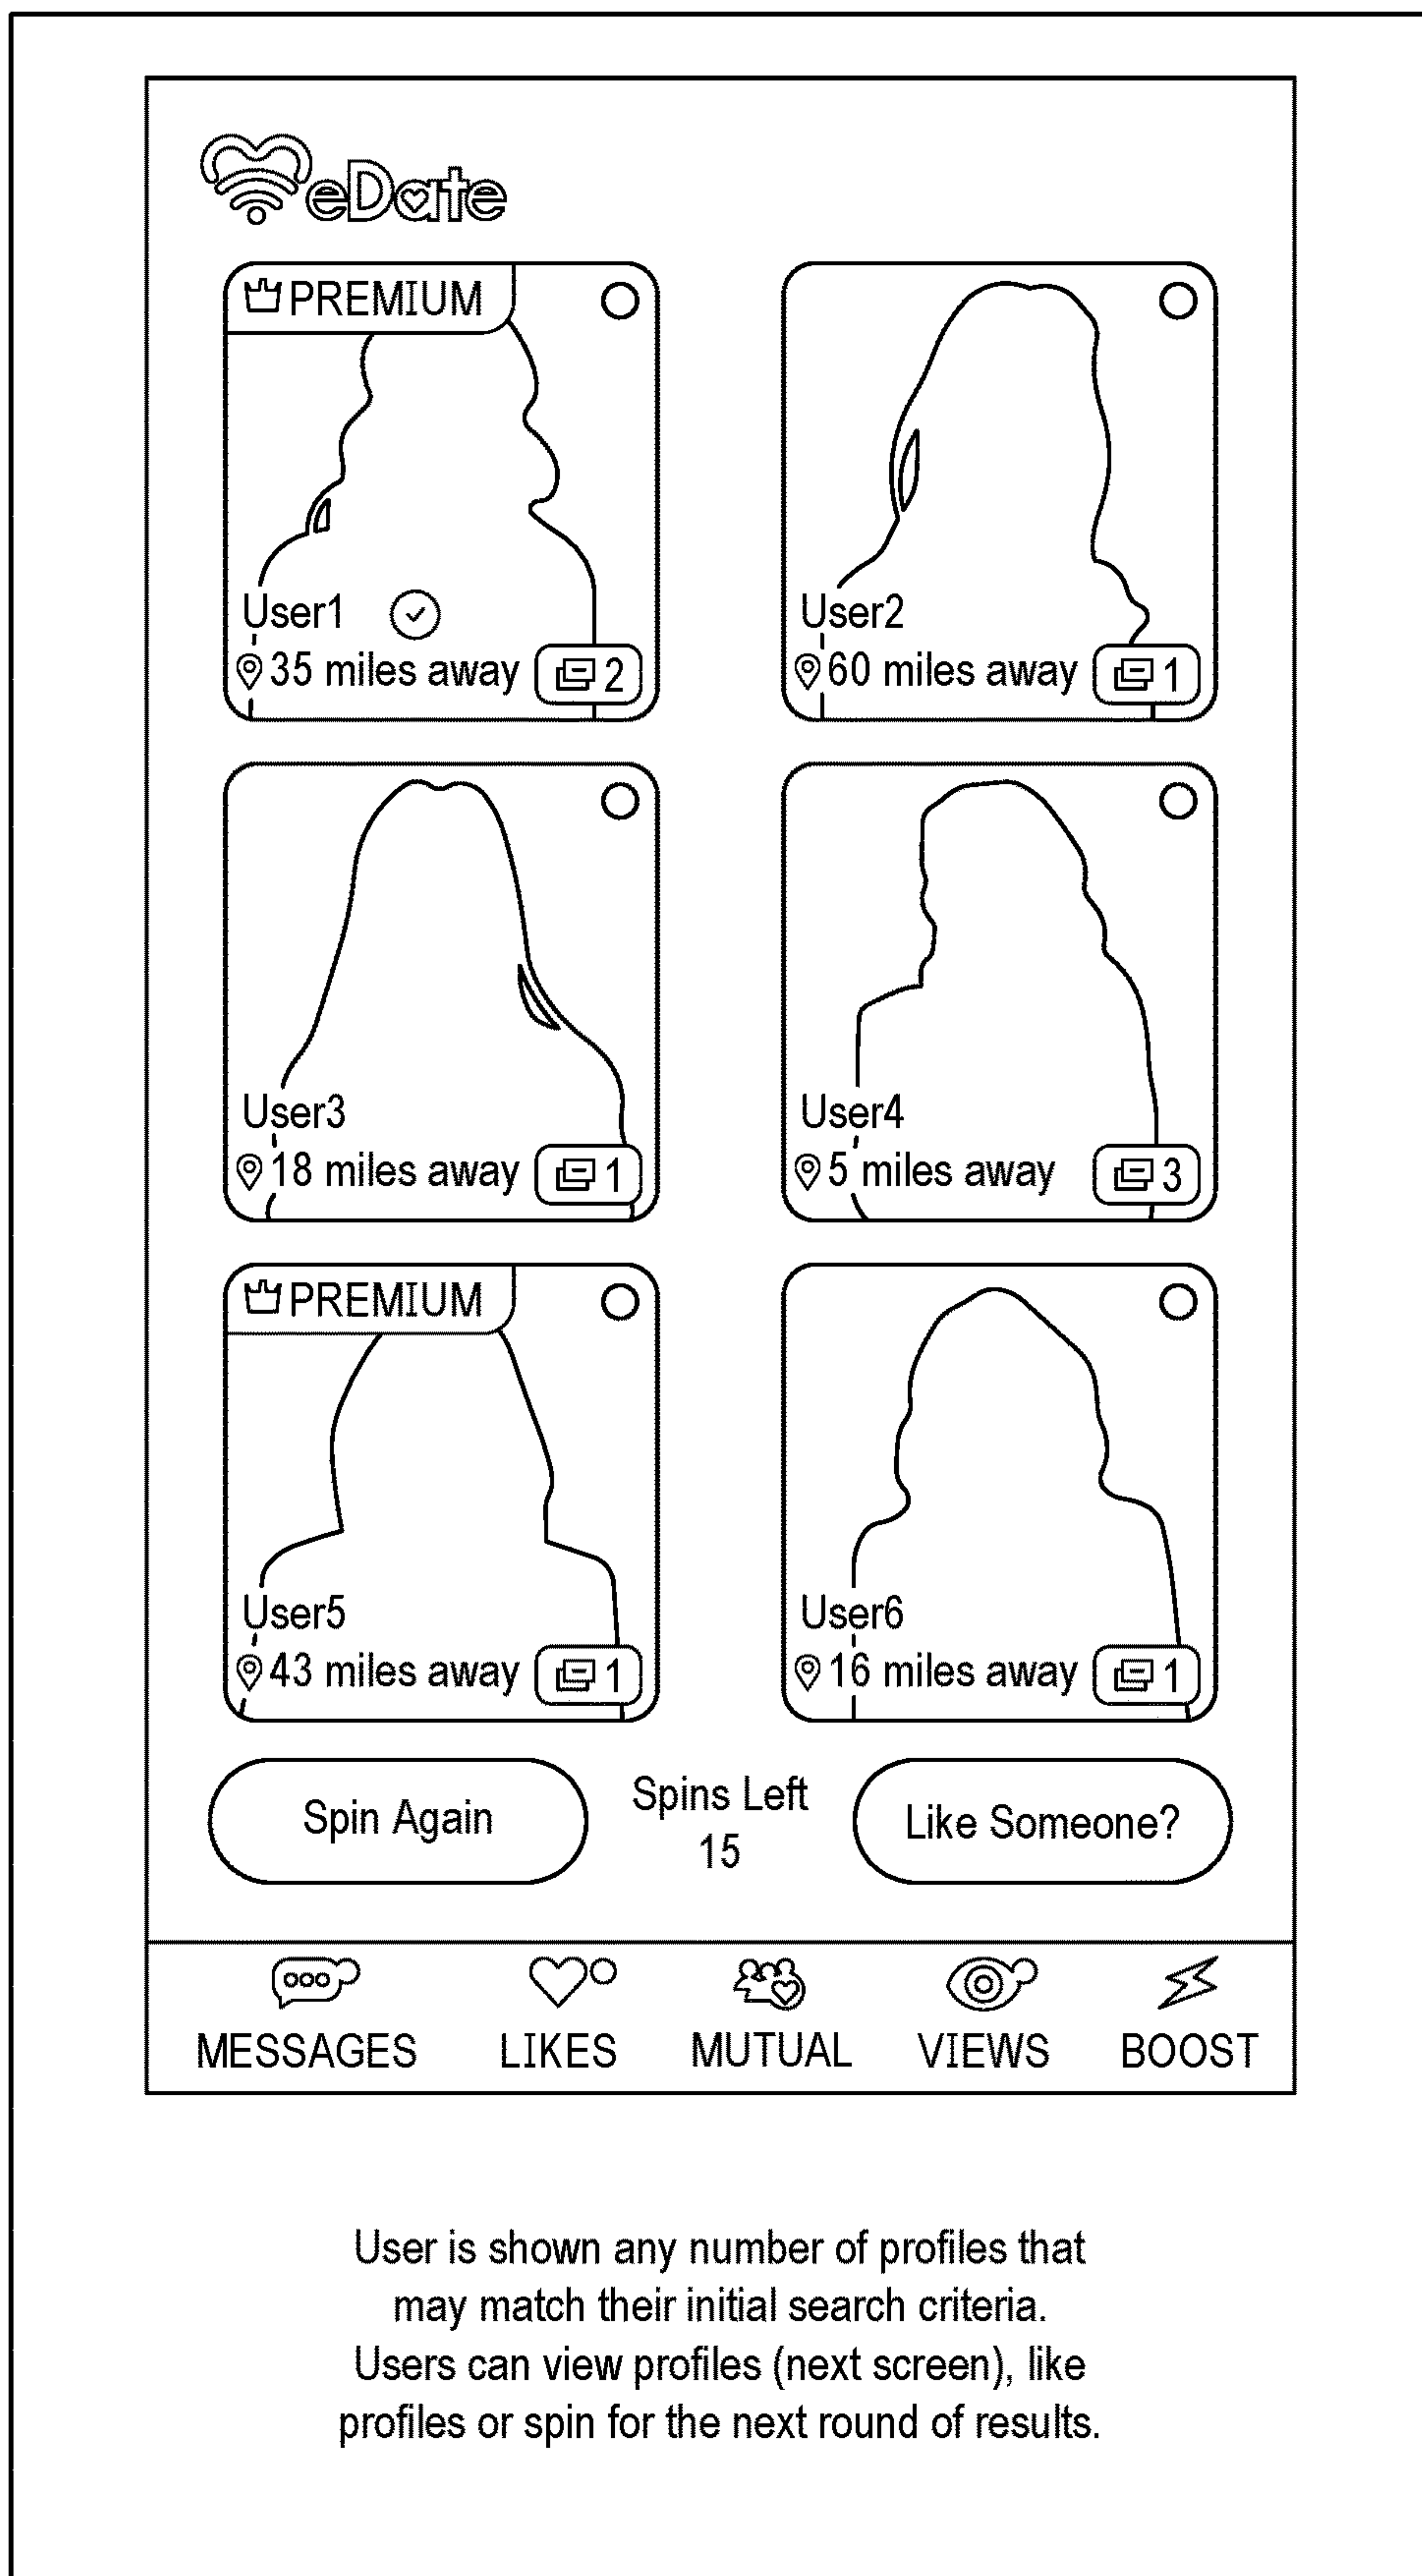 eDate
PREMIUM
User1
35 miles away 2
User2
60 miles away 1
User3
18 miles away 1
User4
5 miles away 3
PREMIUM
User5
43 miles away 1
User6
16 miles away 1
Spin Again
Spins Left
15
Like Someone?
MESSAGES LIKES MUTUAL VIEWS BOOST
User is shown any number of profiles that
may match their initial search criteria.
Users can view profiles (next screen), like
profiles or spin for the next round of results.